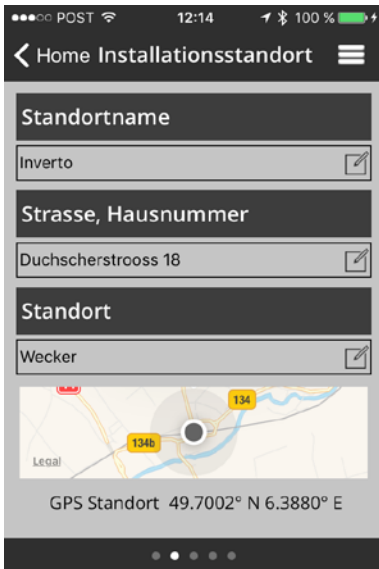 POST 12:14 100 %
Home Installationsstandort
Standortname
Inverto
Strasse, Hausnummer
Duchscherstrooss 18
Standort
Wecker
134
134b
Legal
GPS Standort 49.7002° N 6.3880° E